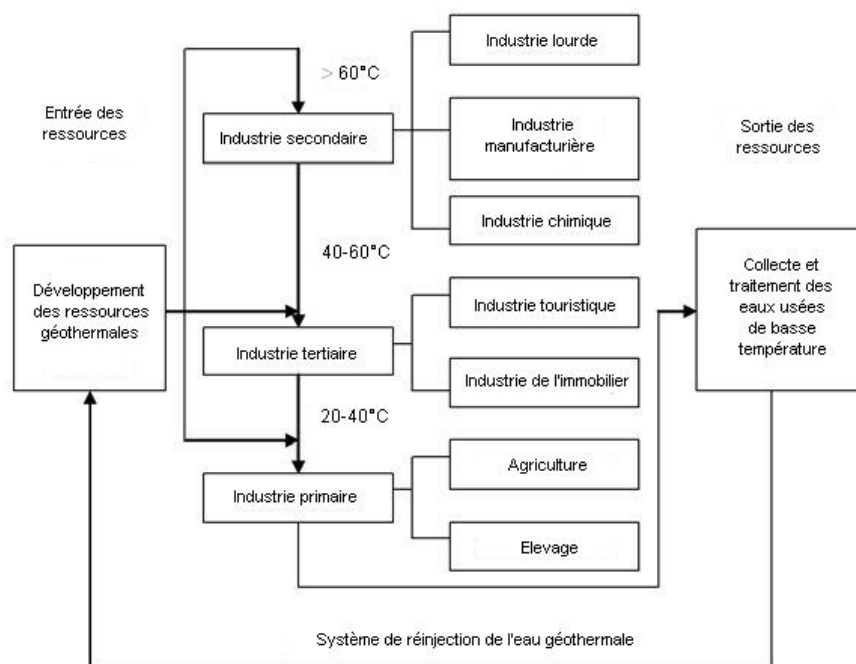 Industrie lourde
> 60°C
Entrée des
ressources
Industrie secondaire
Industrie
manufacturière
Sortie des
ressources
Industrie chimique
40-60°C
Développement
des ressources
géothermales
Industrie touristique
Collecte et
traitement des
eaux usées
de basse
température
Industrie tertiaire
Industrie de l'immobilier
20-40°C
Agriculture
Industrie primaire
Elevage
Système de réinjection de l'eau géothermale